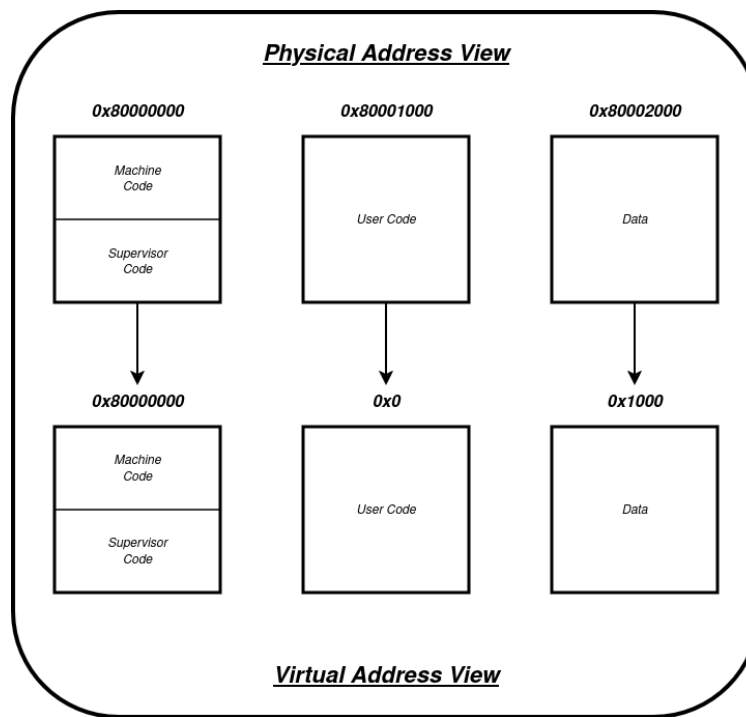 Physical Address View
0x80000000
0x80001000
0x80002000
Machine
Code
Supervisor
Code
User Code
Data
0x80000000
0x0
0x1000
Machine
Code
Supervisor
Code
User Code
Data
Virtual Address View